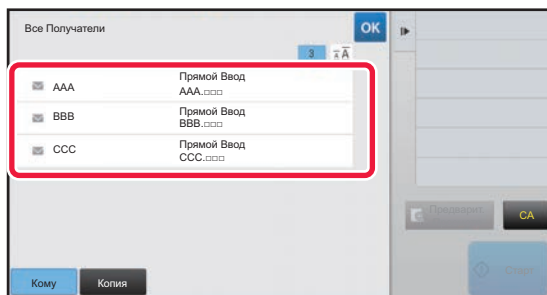 Все Получатели
OK
3
AAA
Прямой Ввод
AAA.□□□
BBB
Прямой Ввод
BBB.□□□
CCC
Прямой Ввод
CCC.□□□
CA
Кому
Копия